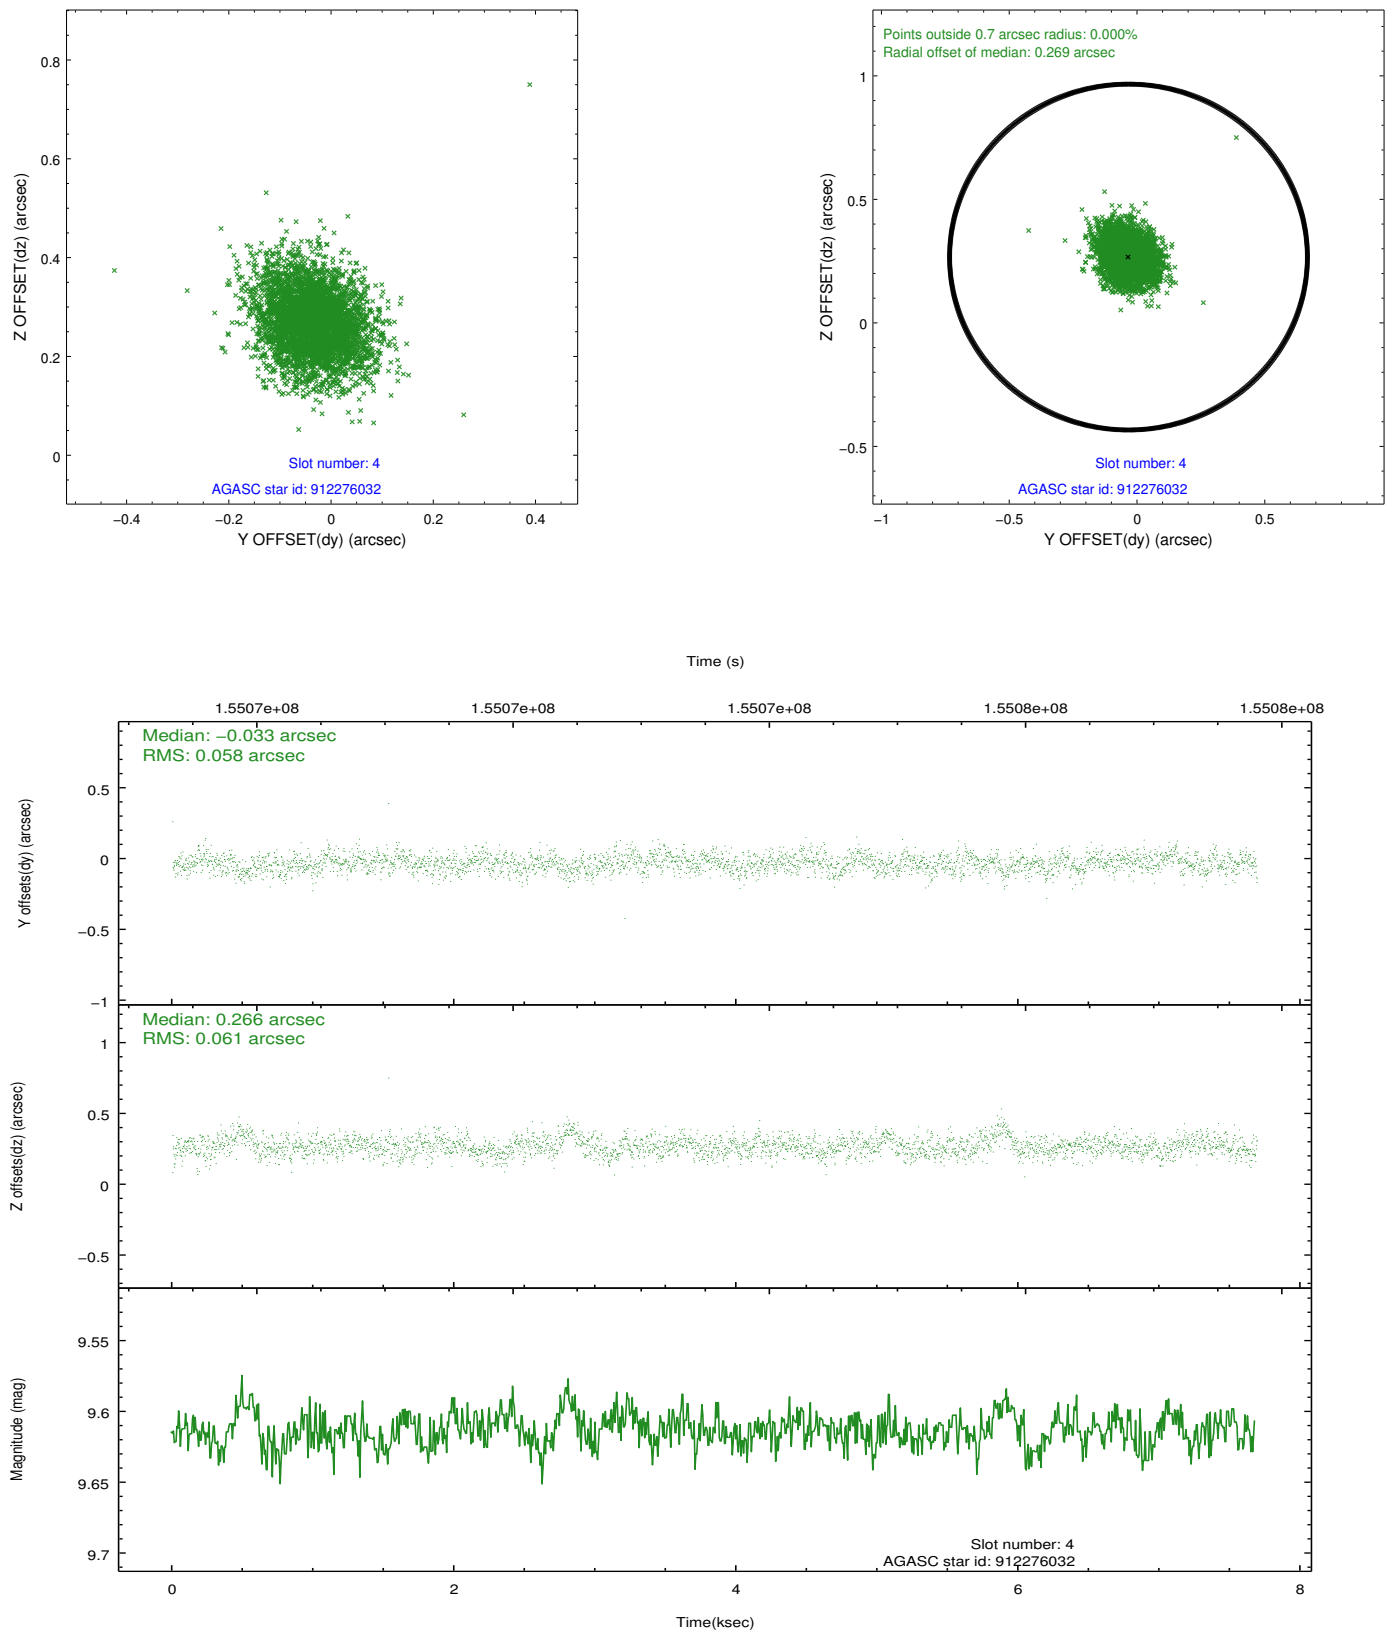 0.8
0.6
0.4
0.2
0
Z OFFSET(dz) (arcsec)
Slot number: 4
AGASC star id: 912276032
−0.4 −0.2 0 0.2 0.4
Y OFFSET(dy) (arcsec)
Points outside 0.7 arcsec radius: 0.000%
Radial offset of median: 0.269 arcsec
1
0.5
0
−0.5
Z OFFSET(dz) (arcsec)
Slot number: 4
AGASC star id: 912276032
−1 −0.5 0 0.5
Y OFFSET(dy) (arcsec)
Time (s)
1.5507e+08 1.5507e+08 1.5507e+08 1.5508e+08 1.5508e+08
Median: −0.033 arcsec
RMS: 0.058 arcsec
0.5
0
−0.5
−1
Y offsets(dy) (arcsec)
Median: 0.266 arcsec
RMS: 0.061 arcsec
1
0.5
0
−0.5
Z offsets(dz) (arcsec)
9.55
9.6
9.65
9.7
Magnitude (mag)
Slot number: 4
AGASC star id: 912276032
0 2 4 6 8
Time(ksec)